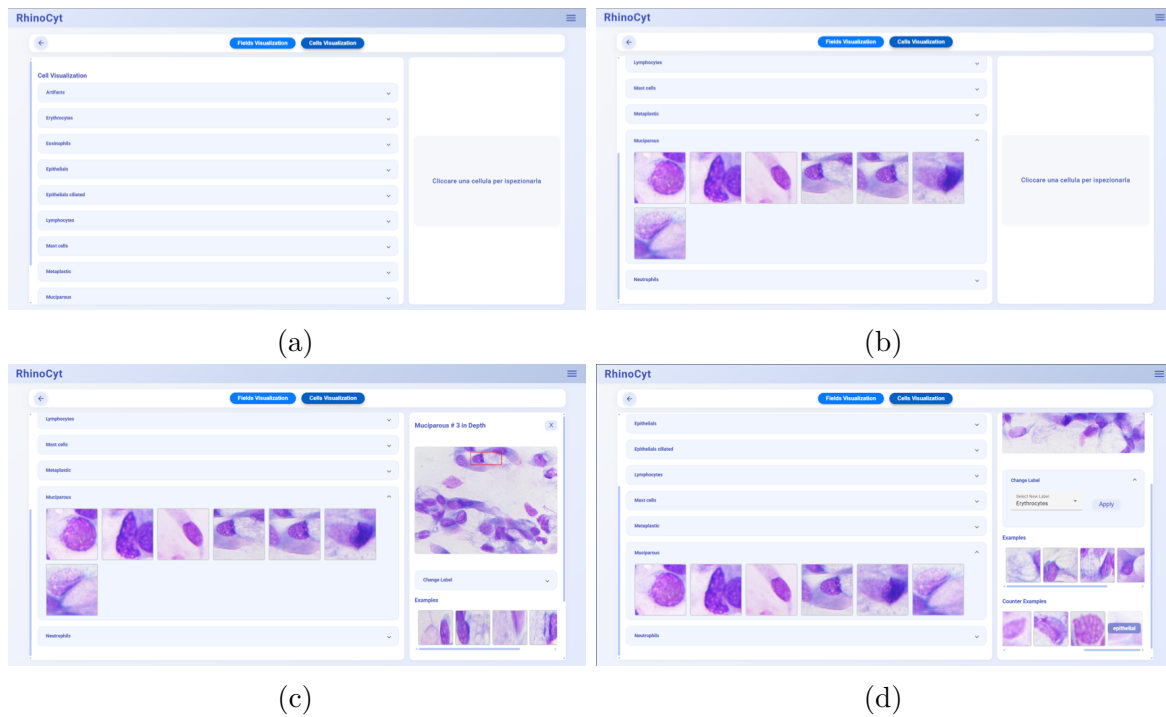 RhinoCyt
Fields Visualization Cells Visualization
Cell Visualization
Artifacts
Erythrocytes
Eosinophils
Epithelials
Epithelials ciliated
Lymphocytes
Mast cells
Metaplastic
Muciparous
Cliccare una cellula per ispezionarla
(a)
RhinoCyt
Fields Visualization Cells Visualization
Lymphocytes
Mast cells
Metaplastic
Muciparous
Neutrophils
Cliccare una cellula per ispezionarla
(b)
RhinoCyt
Fields Visualization Cells Visualization
Lymphocytes
Mast cells
Metaplastic
Muciparous
Neutrophils
Muciparous # 3 In Depth X
Change Label
Examples
(c)
RhinoCyt
Fields Visualization Cells Visualization
Epithelials
Epithelials ciliated
Lymphocytes
Mast cells
Metaplastic
Muciparous
Neutrophils
Change Label
Select New Label
Erythrocytes
Apply
Examples
Counter Examples
epithelial
(d)